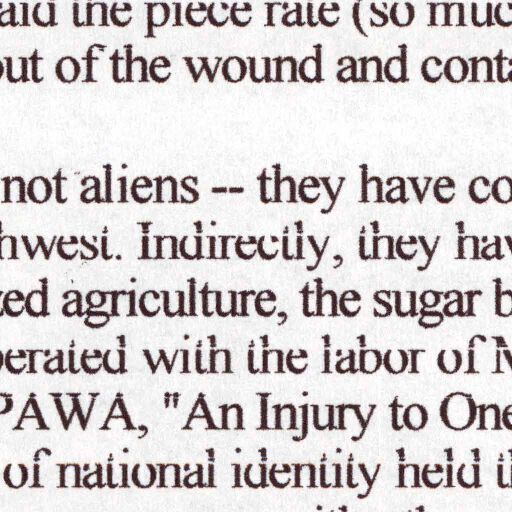 aid the piece rate (so muc
out of the wound and conta
not aliens -- they have co
hwest. Indirectly, they hav
zed agriculture, the sugar b
perated with the labor of M
PAWA, "An Injury to One
of national identity held th